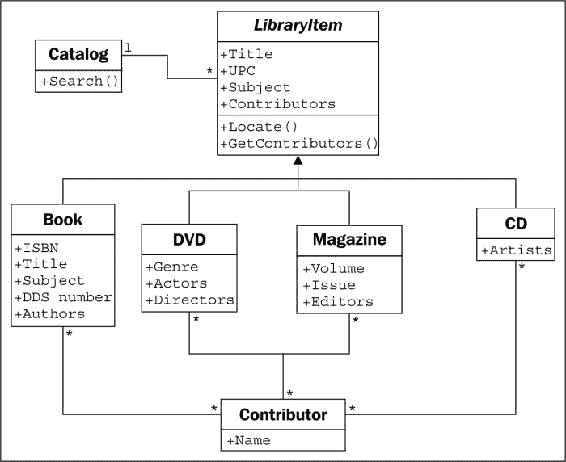 LibraryItem
+Title
+UPC
+Subject
+Contributors
+Locate()
+GetContributors()
Catalog
+Search()
1
*
Book
+ISBN
+Title
+Subject
+DDS number
+Authors
*
DVD
+Genre
+Actors
+Directors
*
Magazine
+Volume
+Issue
+Editors
*
CD
+Artists
*
*
*
*
Contributor
+Name